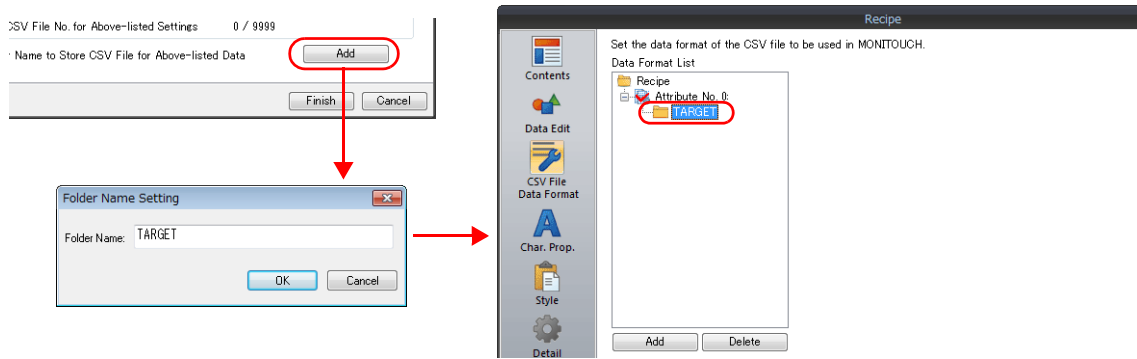 CSV File No. for Above-listed Settings 0 / 9999
Name to Store CSV File for Above-listed Data Add
Finish Cancel
Folder Name Setting
Folder Name: TARGET
OK Cancel
Recipe
Contents
Data Edit
CSV File
Data Format
Char. Prop.
Style
Detail
Set the data format of the CSV file to be used in MONITOUCH.
Data Format List
Recipe
Attribute No. 0:
TARGET
Add Delete